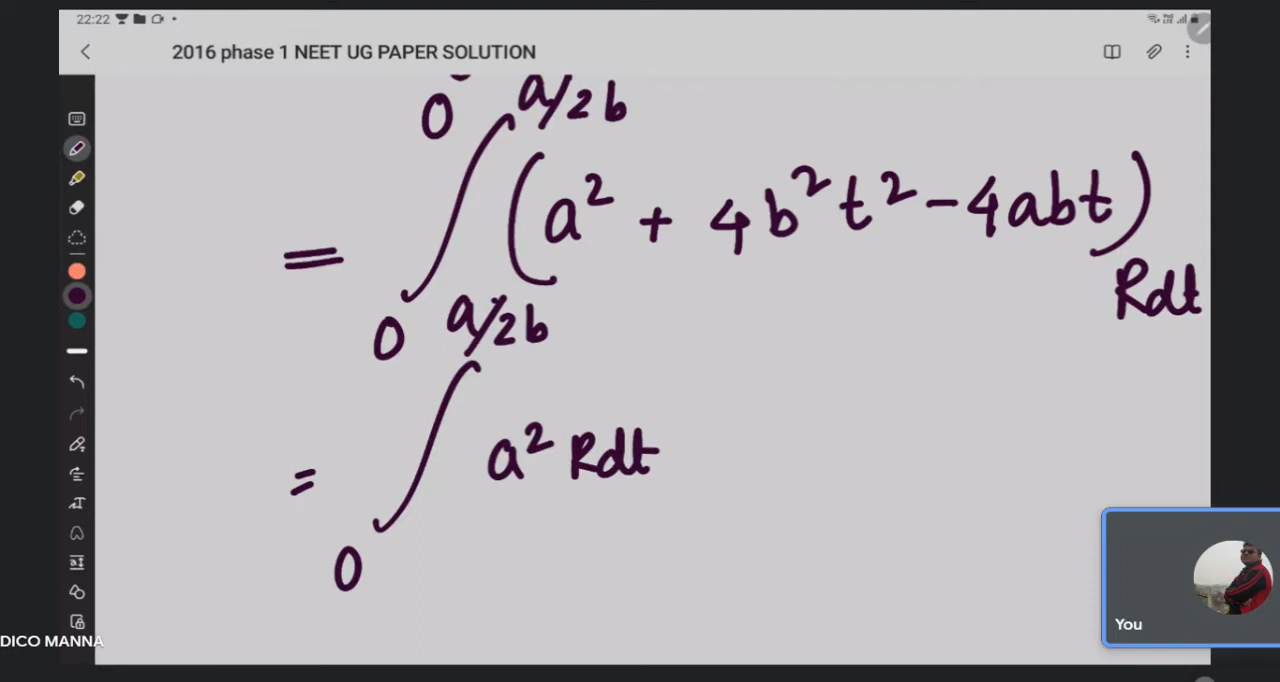 22:22
2016 phase 1 NEET UG PAPER SOLUTION
0
a/2b
= ∫ (a² + 4b²t² - 4abt)
Rdt
0
a/2b
= ∫ a² Rdt
0
You
DICO MANNA